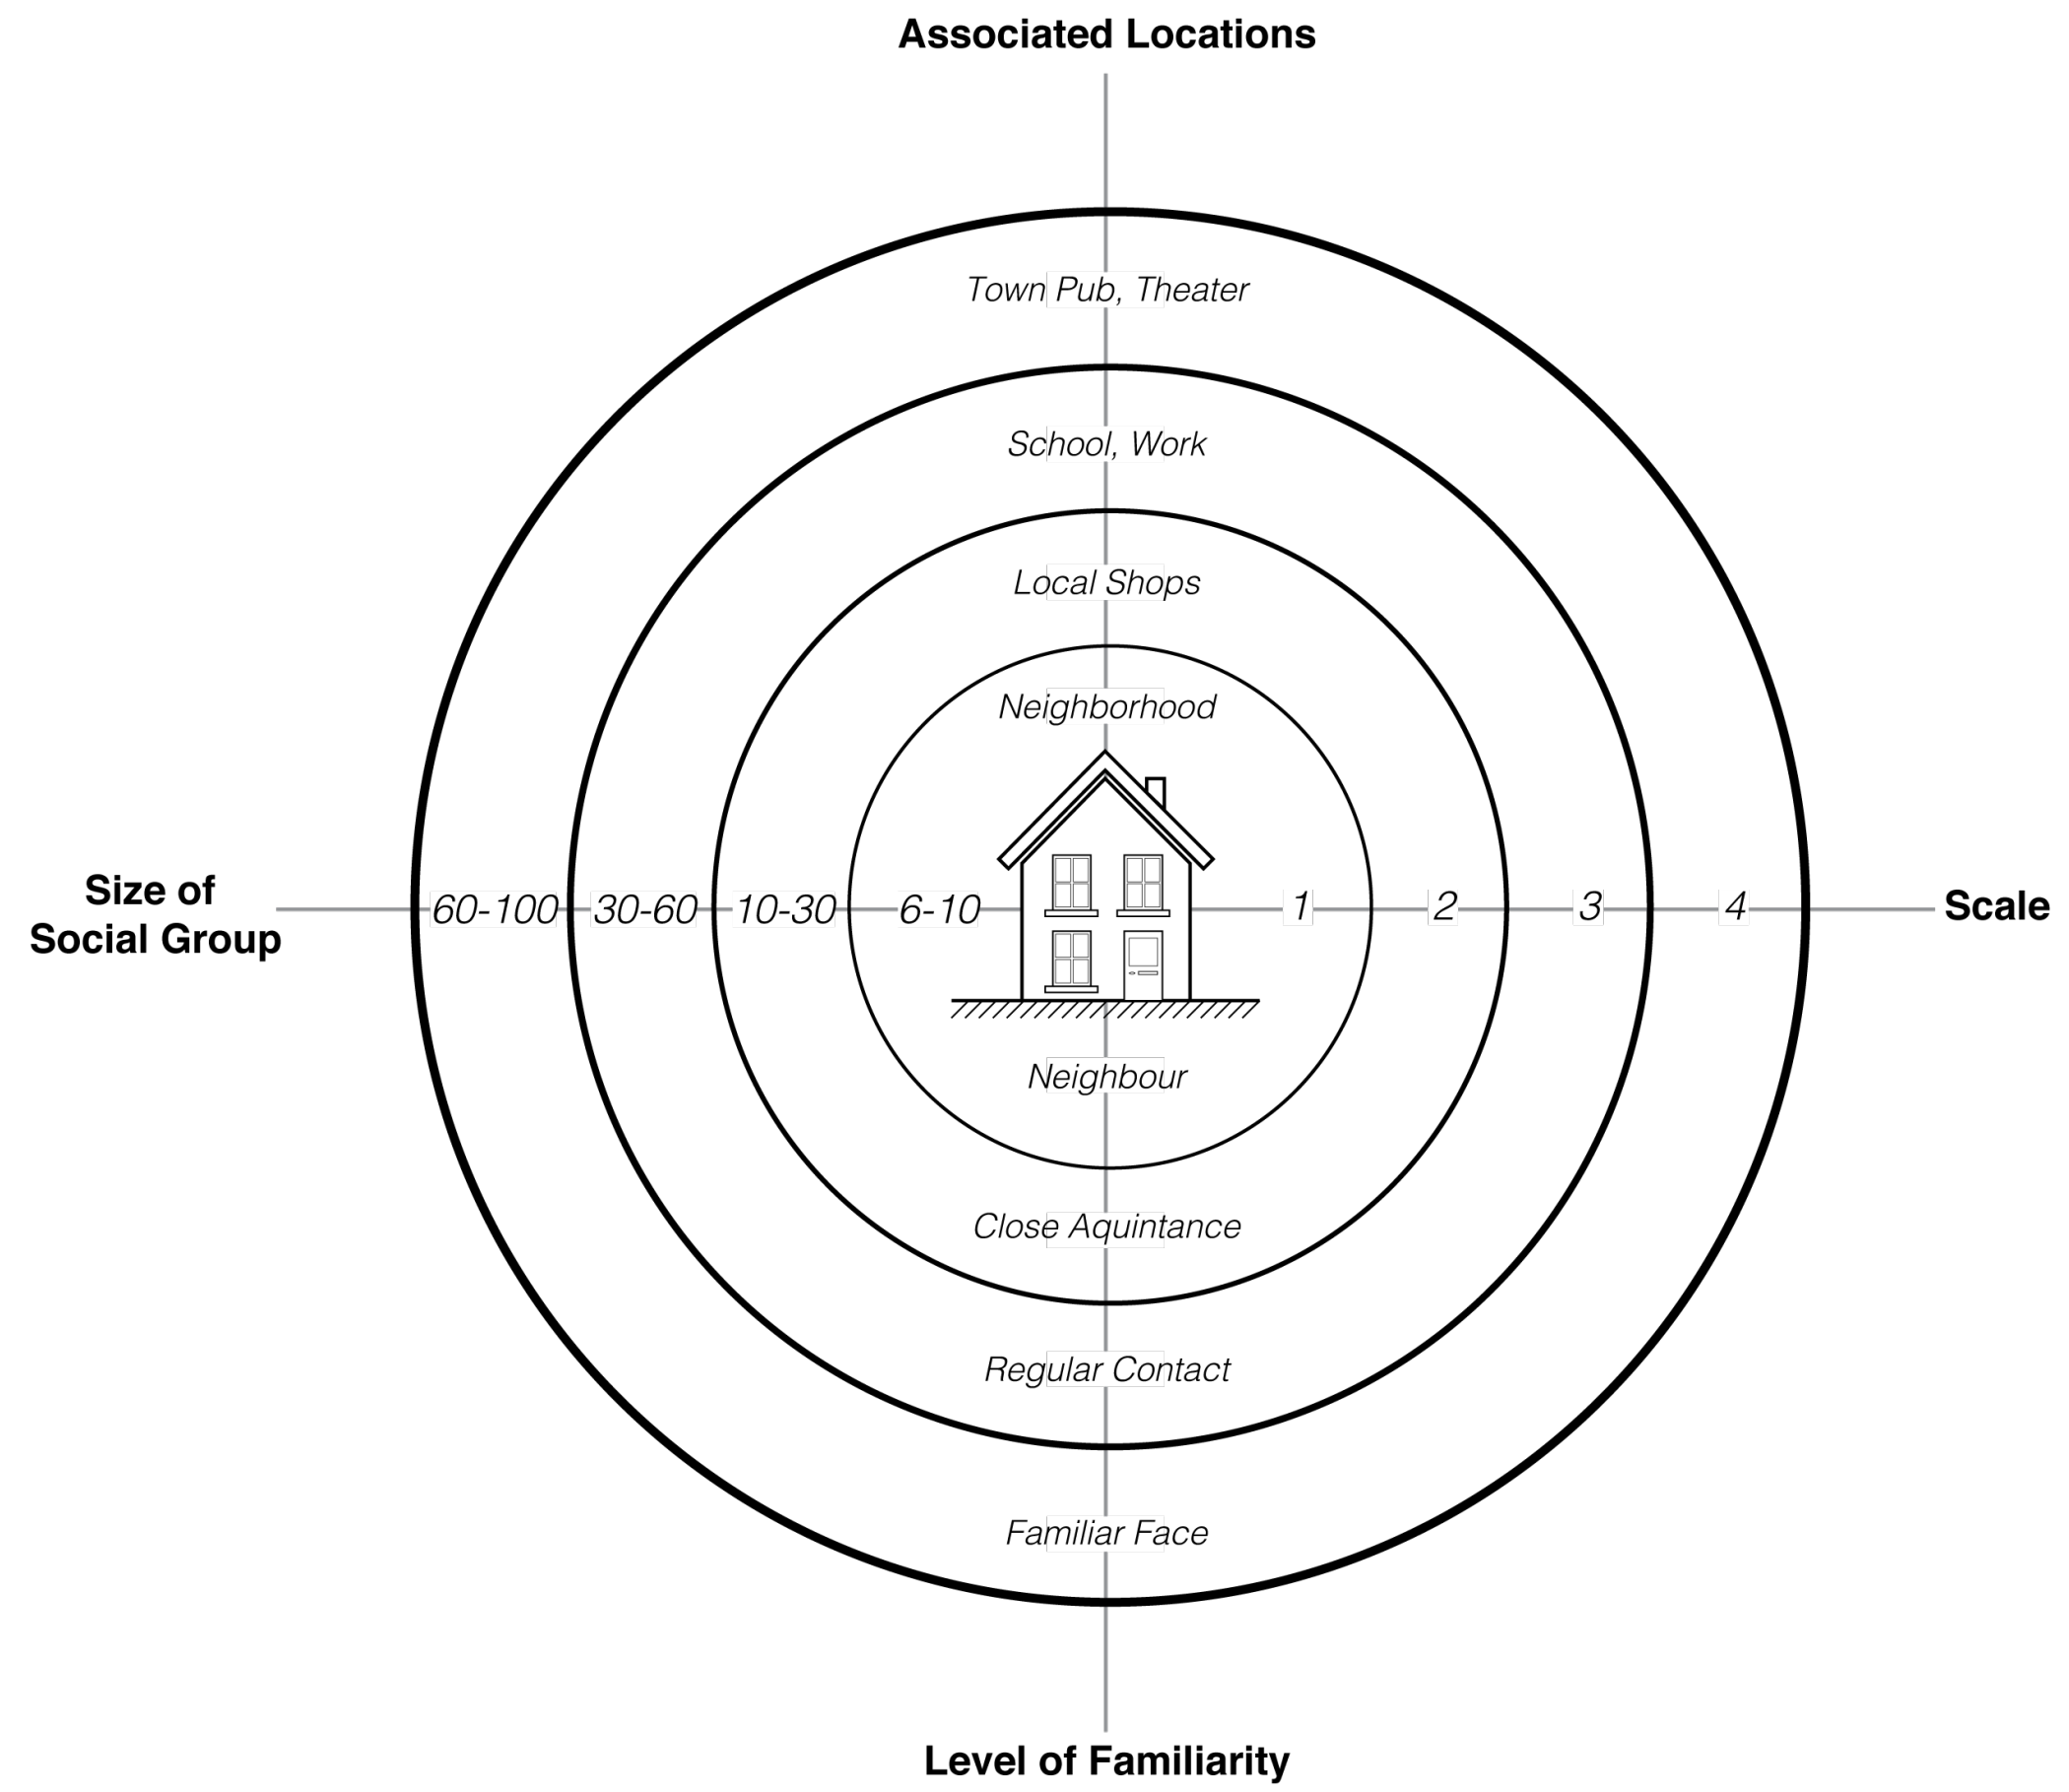 Associated Locations
Town Pub, Theater
School, Work
Local Shops
Neighborhood
Size of
Social Group
60-100
30-60
10-30
6-10
1
2
3
4
Scale
Neighbour
Close Aquintance
Regular Contact
Familiar Face
Level of Familiarity